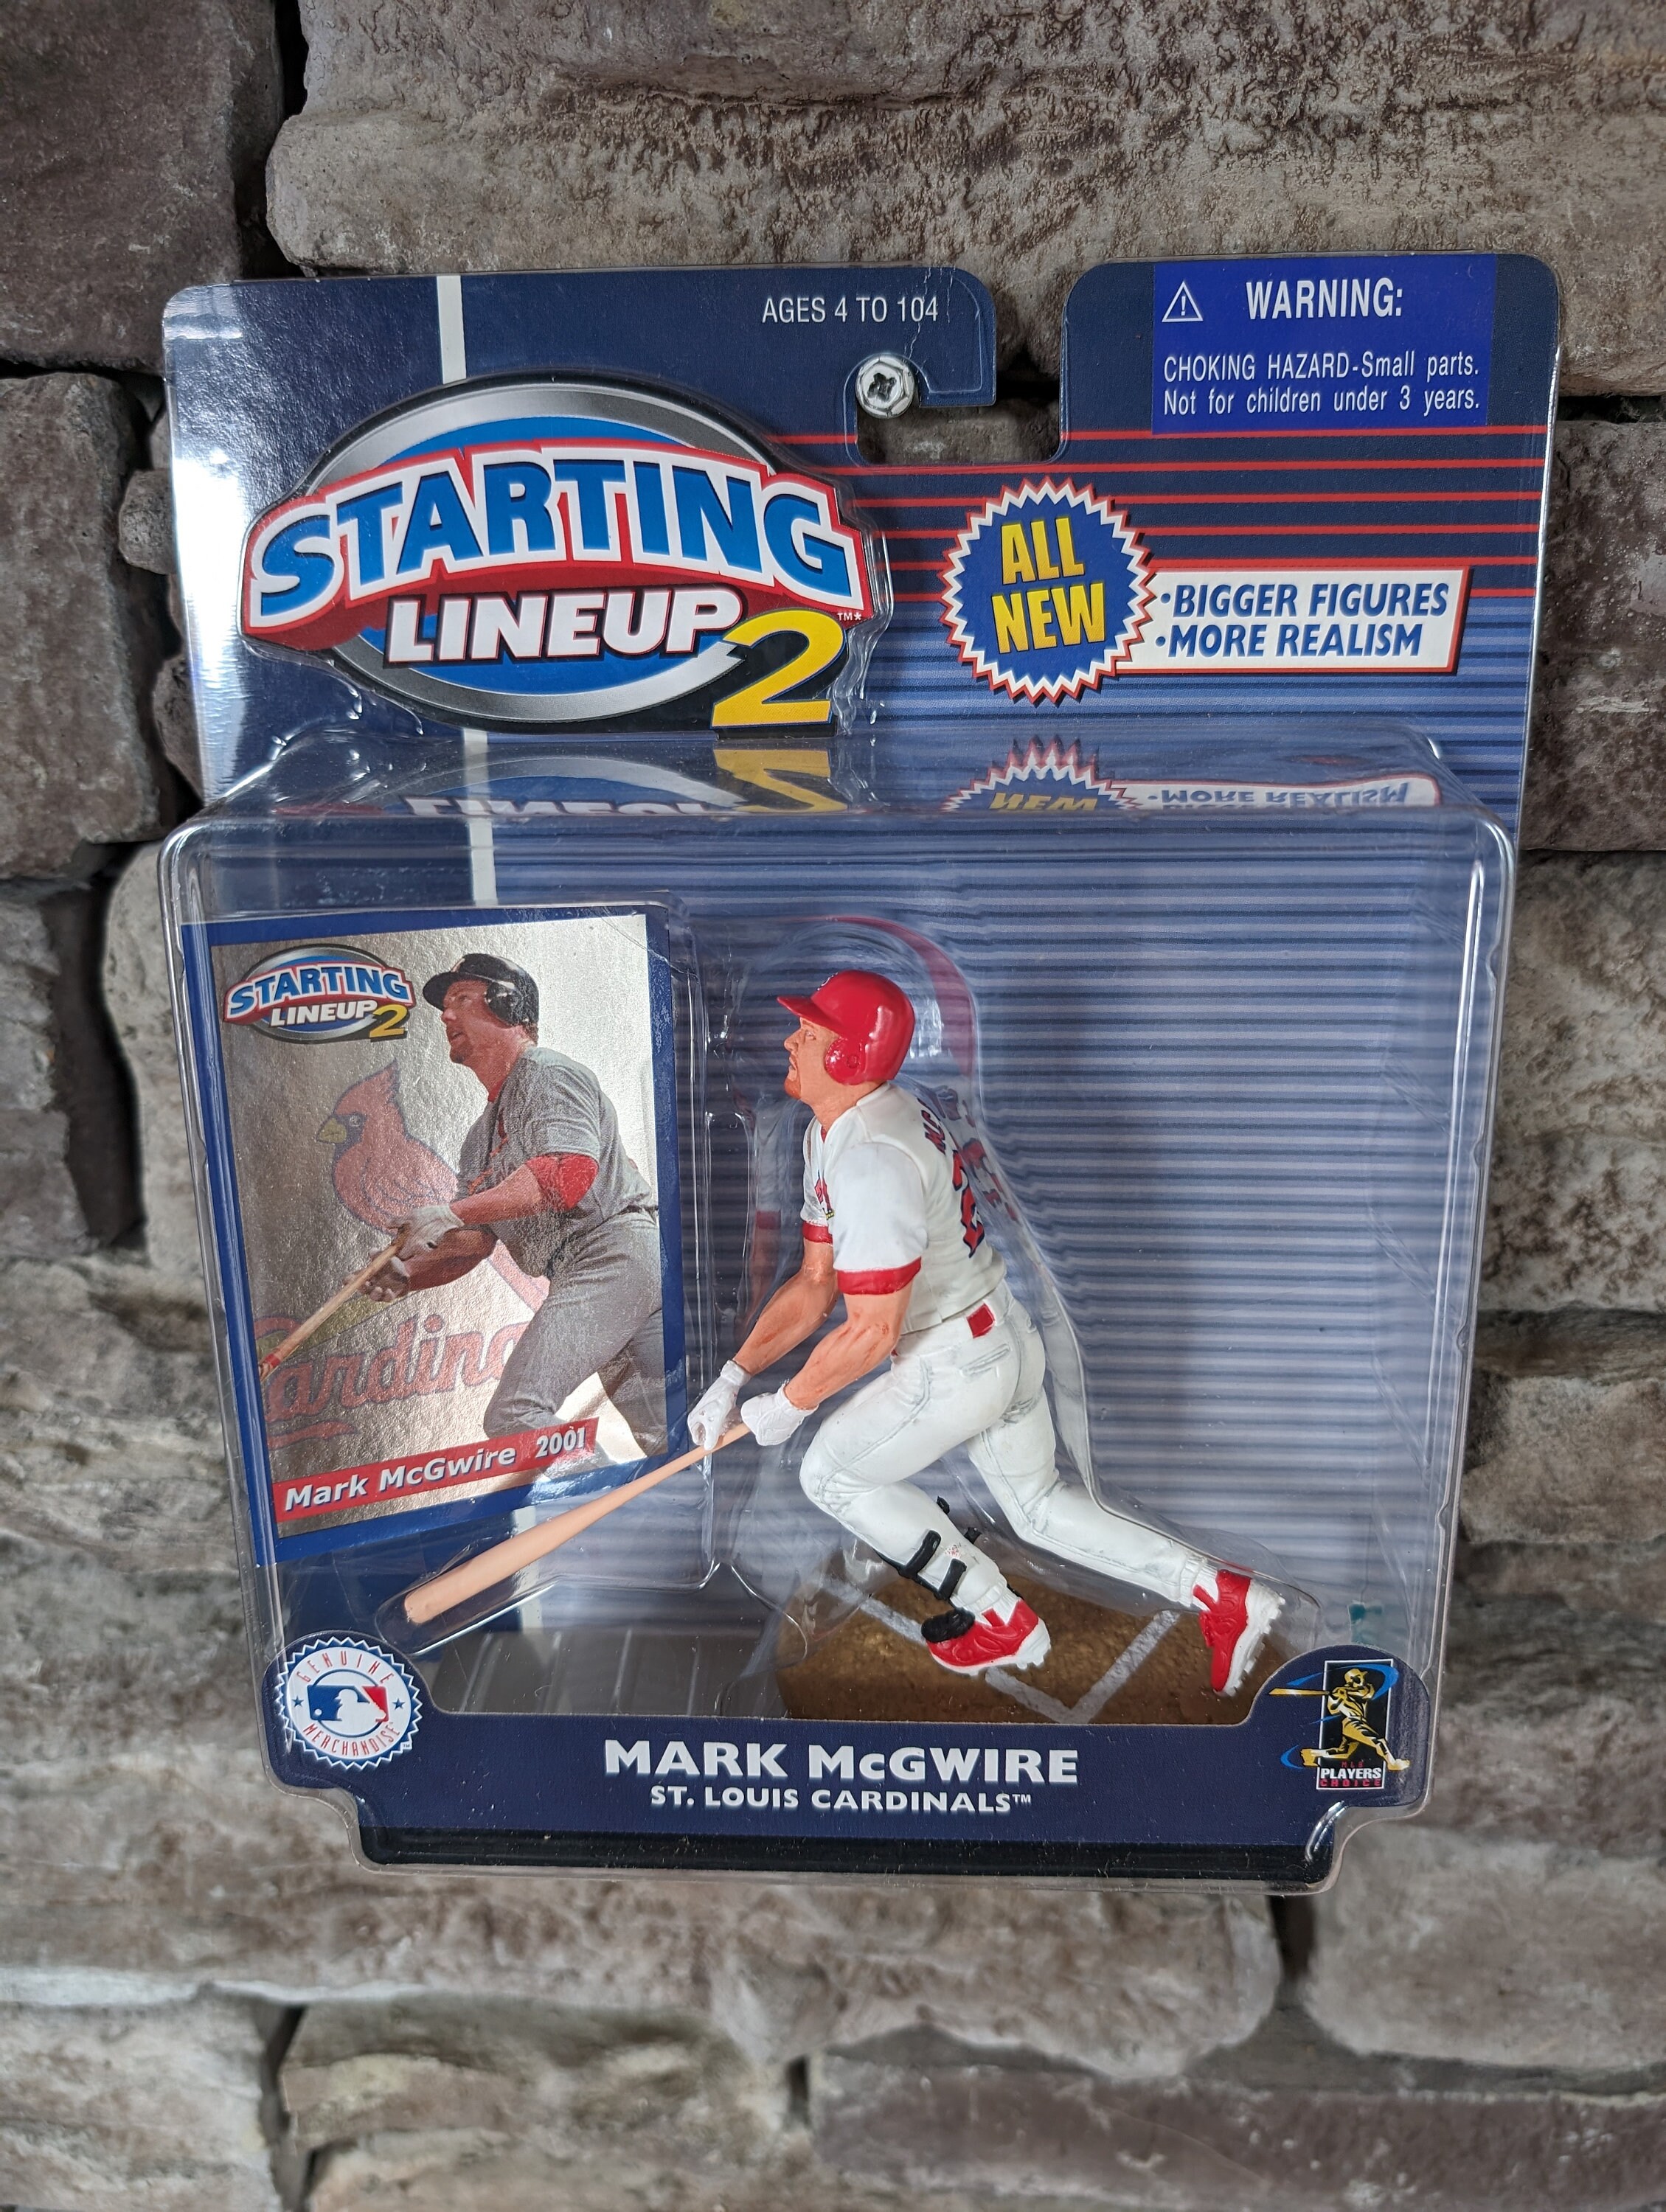 AGES 4 TO 104
WARNING:
CHOKING HAZARD-Small parts.
Not for children under 3 years.
STARTING
LINEUP 2
TM★
ALL
NEW
•BIGGER FIGURES
•MORE REALISM
STARTING
LINEUP 2
Cardinals
Mark McGwire 2001
GENUINE
MERCHANDISE
MARK McGWIRE
ST. LOUIS CARDINALS™
PLAYERS
CHOICE